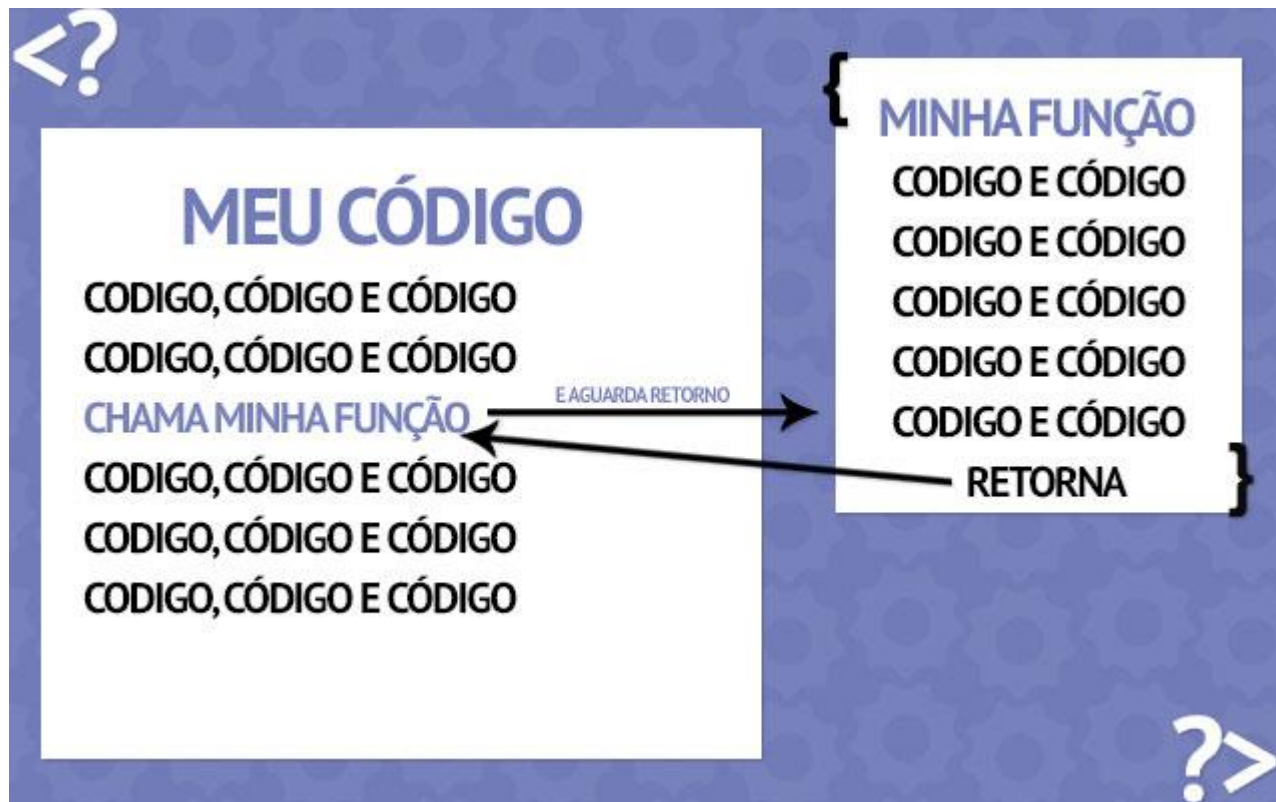 <?
MEU CÓDIGO
CODIGO, CÓDIGO E CÓDIGO
CODIGO, CÓDIGO E CÓDIGO
CHAMA MINHA FUNÇÃO
E AGUARDA RETORNO
CODIGO, CÓDIGO E CÓDIGO
CODIGO, CÓDIGO E CÓDIGO
CODIGO, CÓDIGO E CÓDIGO
{
MINHA FUNÇÃO
CODIGO E CÓDIGO
CODIGO E CÓDIGO
CODIGO E CÓDIGO
CODIGO E CÓDIGO
CODIGO E CÓDIGO
RETORNA
}
?>